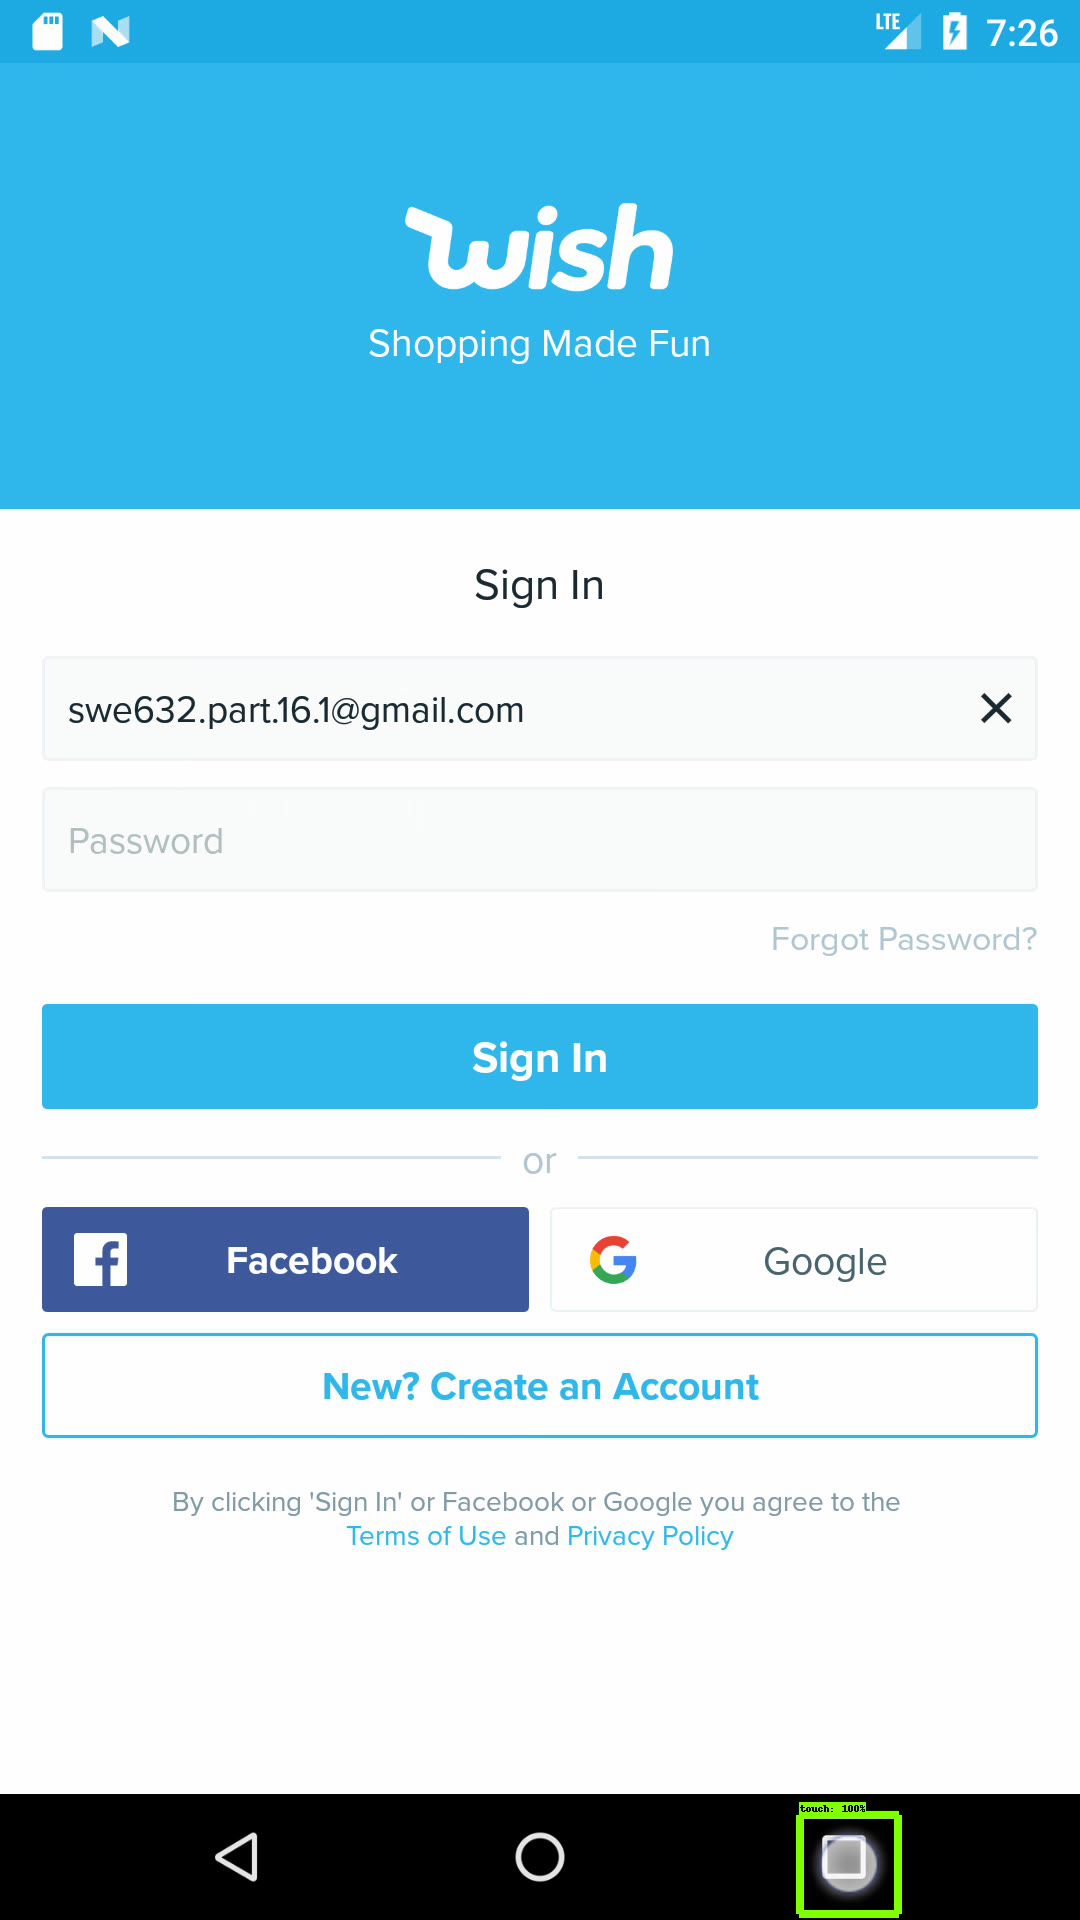 LTE 7:26
wish
Shopping Made Fun
Sign In
swe632.part.16.1@gmail.com
Password
Forgot Password?
Sign In
or
Facebook
Google
New? Create an Account
By clicking 'Sign In' or Facebook or Google you agree to the
Terms of Use and Privacy Policy
touch: 100%